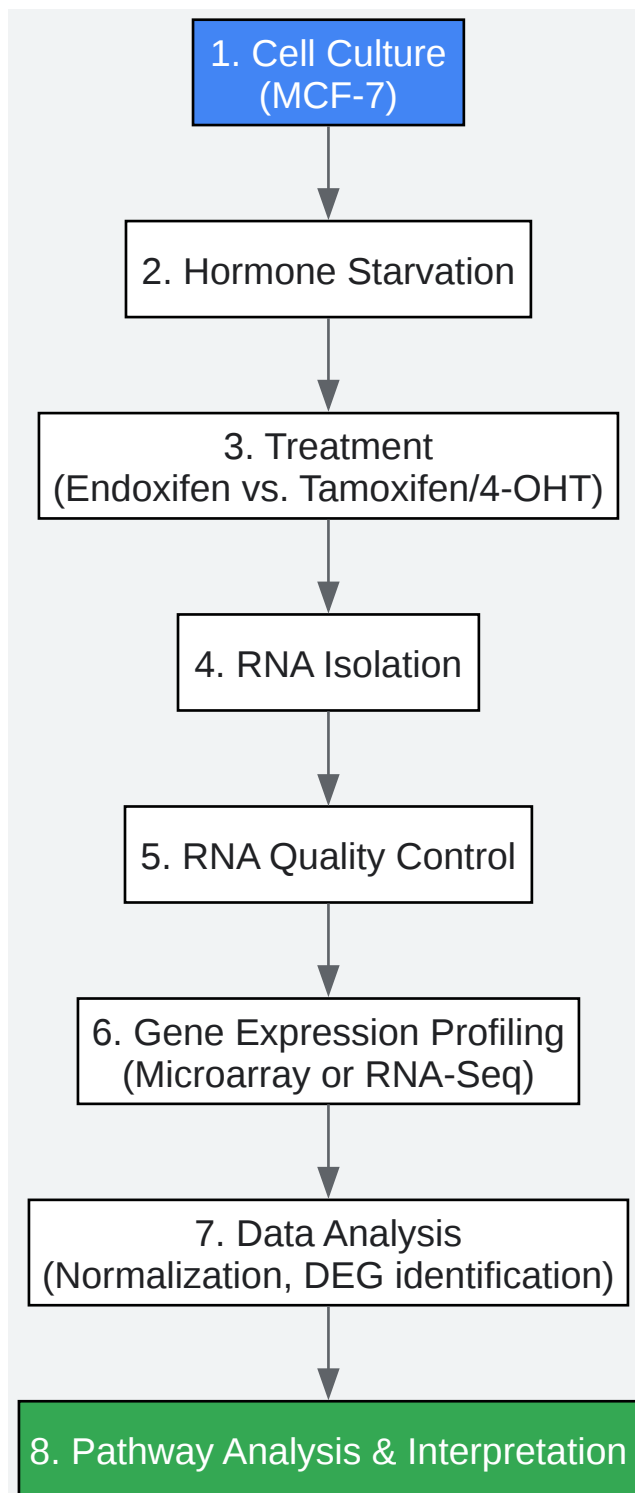 1. Cell Culture
(MCF-7)
2. Hormone Starvation
3. Treatment
(Endoxifen vs. Tamoxifen/4-OHT)
4. RNA Isolation
5. RNA Quality Control
6. Gene Expression Profiling
(Microarray or RNA-Seq)
7. Data Analysis
(Normalization, DEG identification)
8. Pathway Analysis & Interpretation